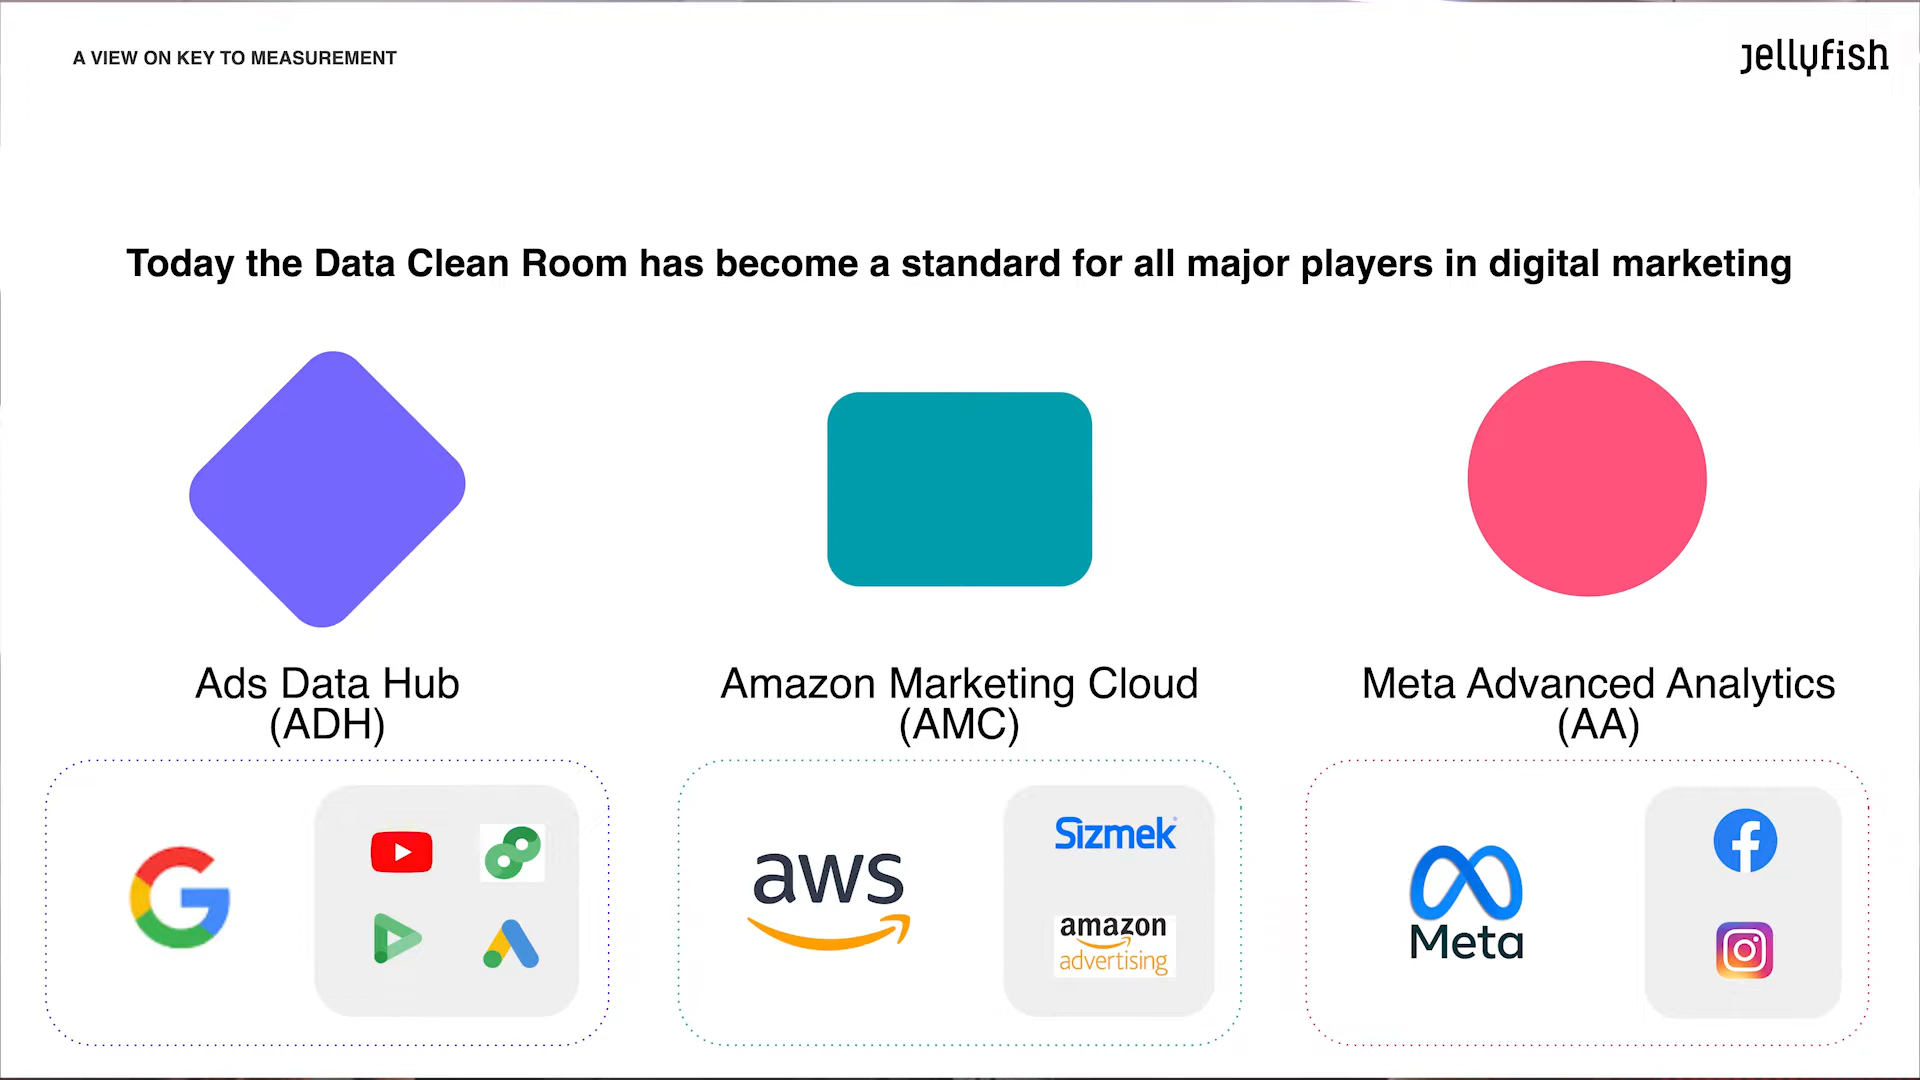 A VIEW ON KEY TO MEASUREMENT
jellyfish
Today the Data Clean Room has become a standard for all major players in digital marketing
Ads Data Hub
(ADH)
Amazon Marketing Cloud
(AMC)
Meta Advanced Analytics
(AA)
aws
Sizmek
amazon
advertising
Meta